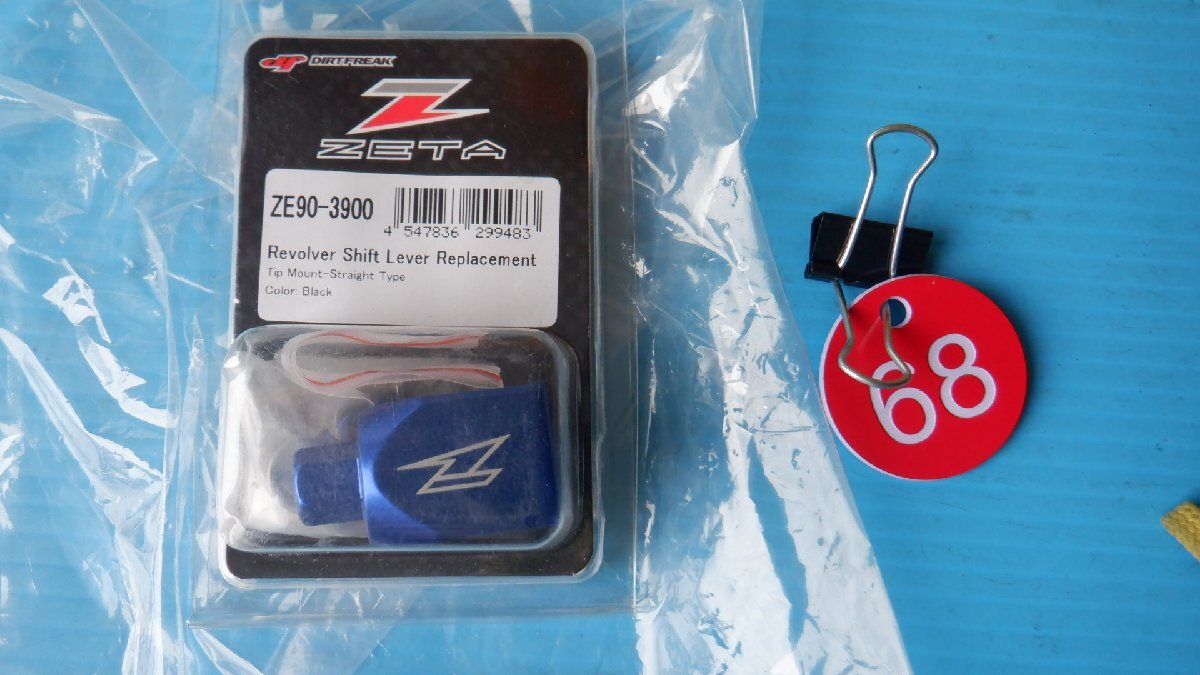 DIRTFREAK
ZETA
ZE90-3900
4 547836 299483
Revolver Shift Lever Replacement
Tip Mount-Straight Type
Color: Black
68